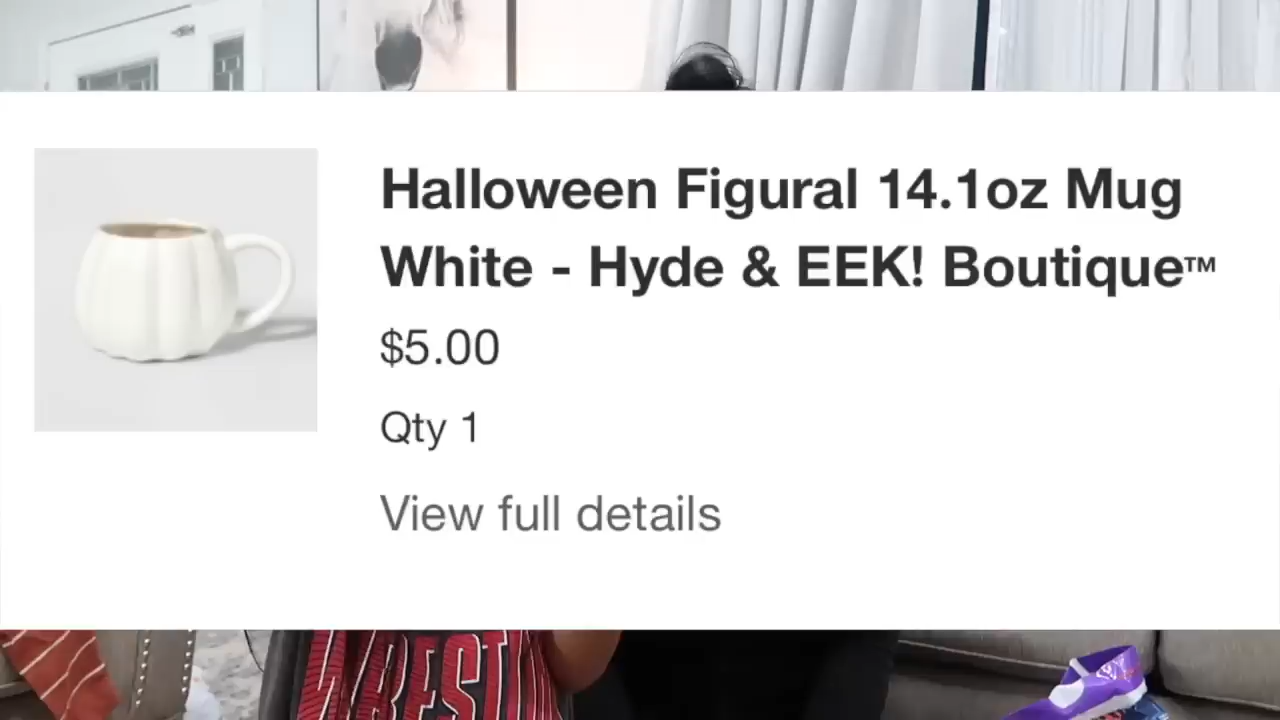 Halloween Figural 14.1oz Mug
White - Hyde & EEK! Boutique™
$5.00
Qty 1
View full details